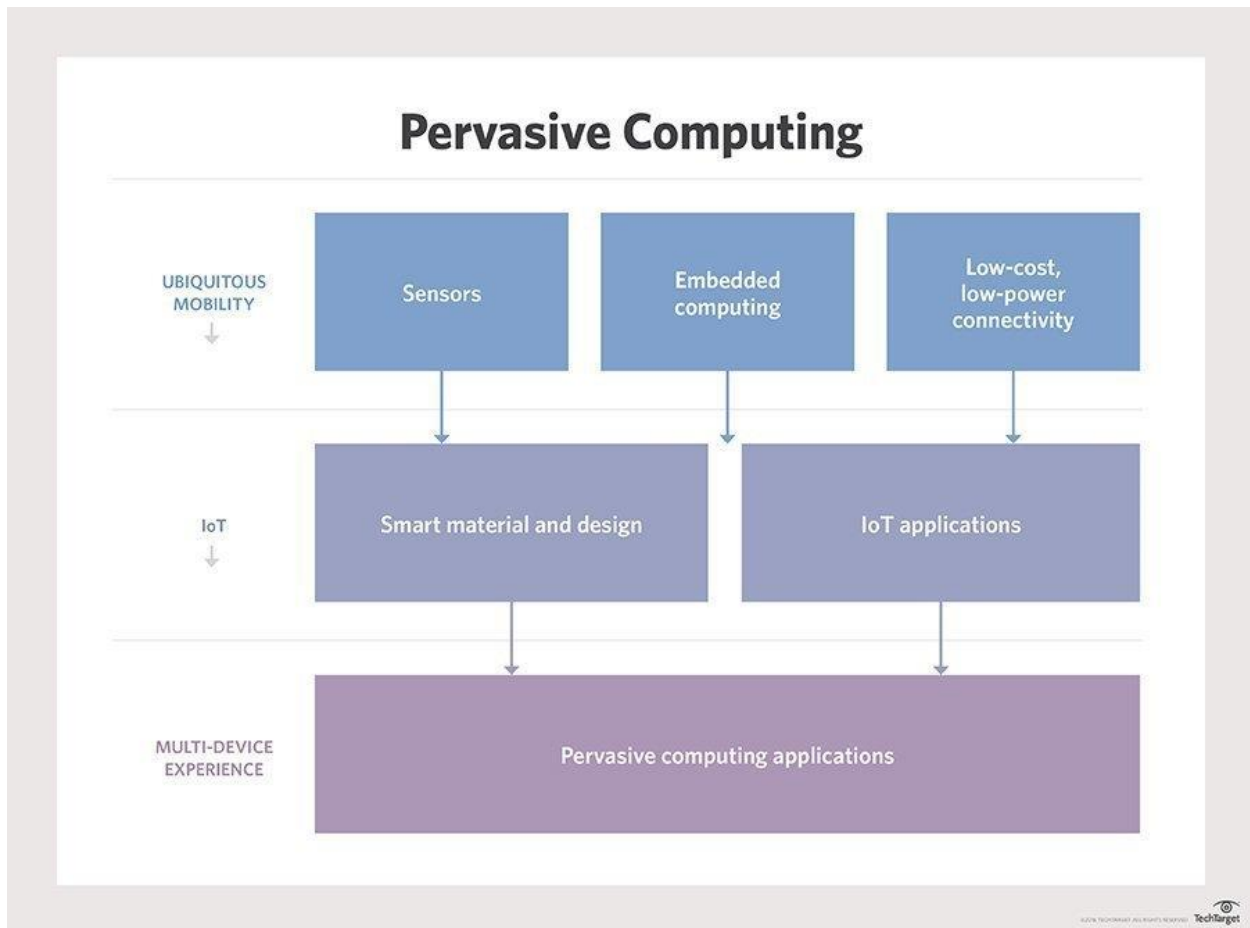 Pervasive Computing
UBIQUITOUS
MOBILITY
Sensors
Embedded
computing
Low-cost,
low-power
connectivity
IoT
Smart material and design
IoT applications
MULTI-DEVICE
EXPERIENCE
Pervasive computing applications
TechTarget